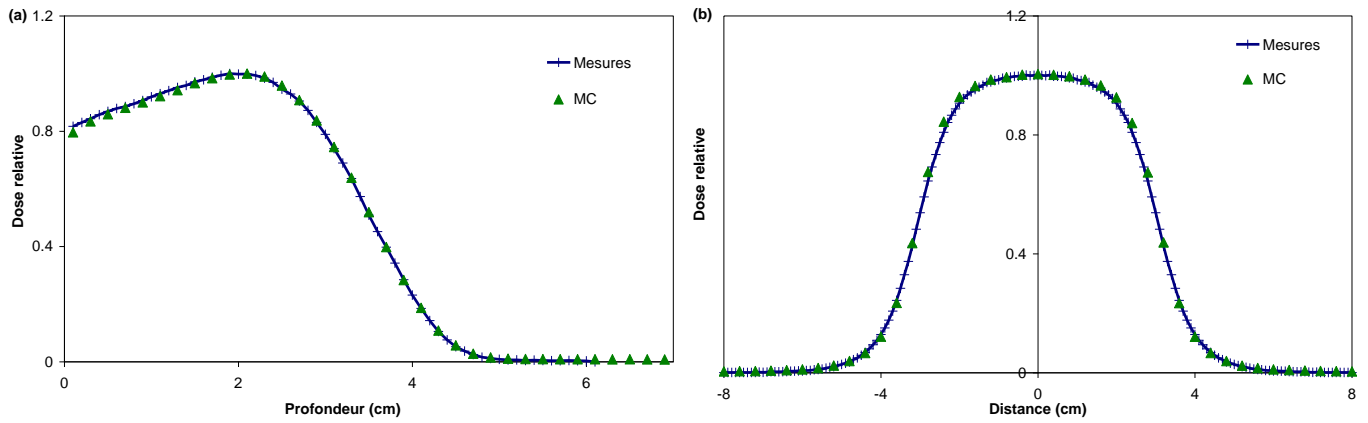 (a)
1.2
0.8
0.4
0
Dose relative
Mesures
MC
0 2 4 6
Profondeur (cm)
(b)
1.2
0.8
0.4
0
Dose relative
Mesures
MC
-8 -4 0 4 8
Distance (cm)